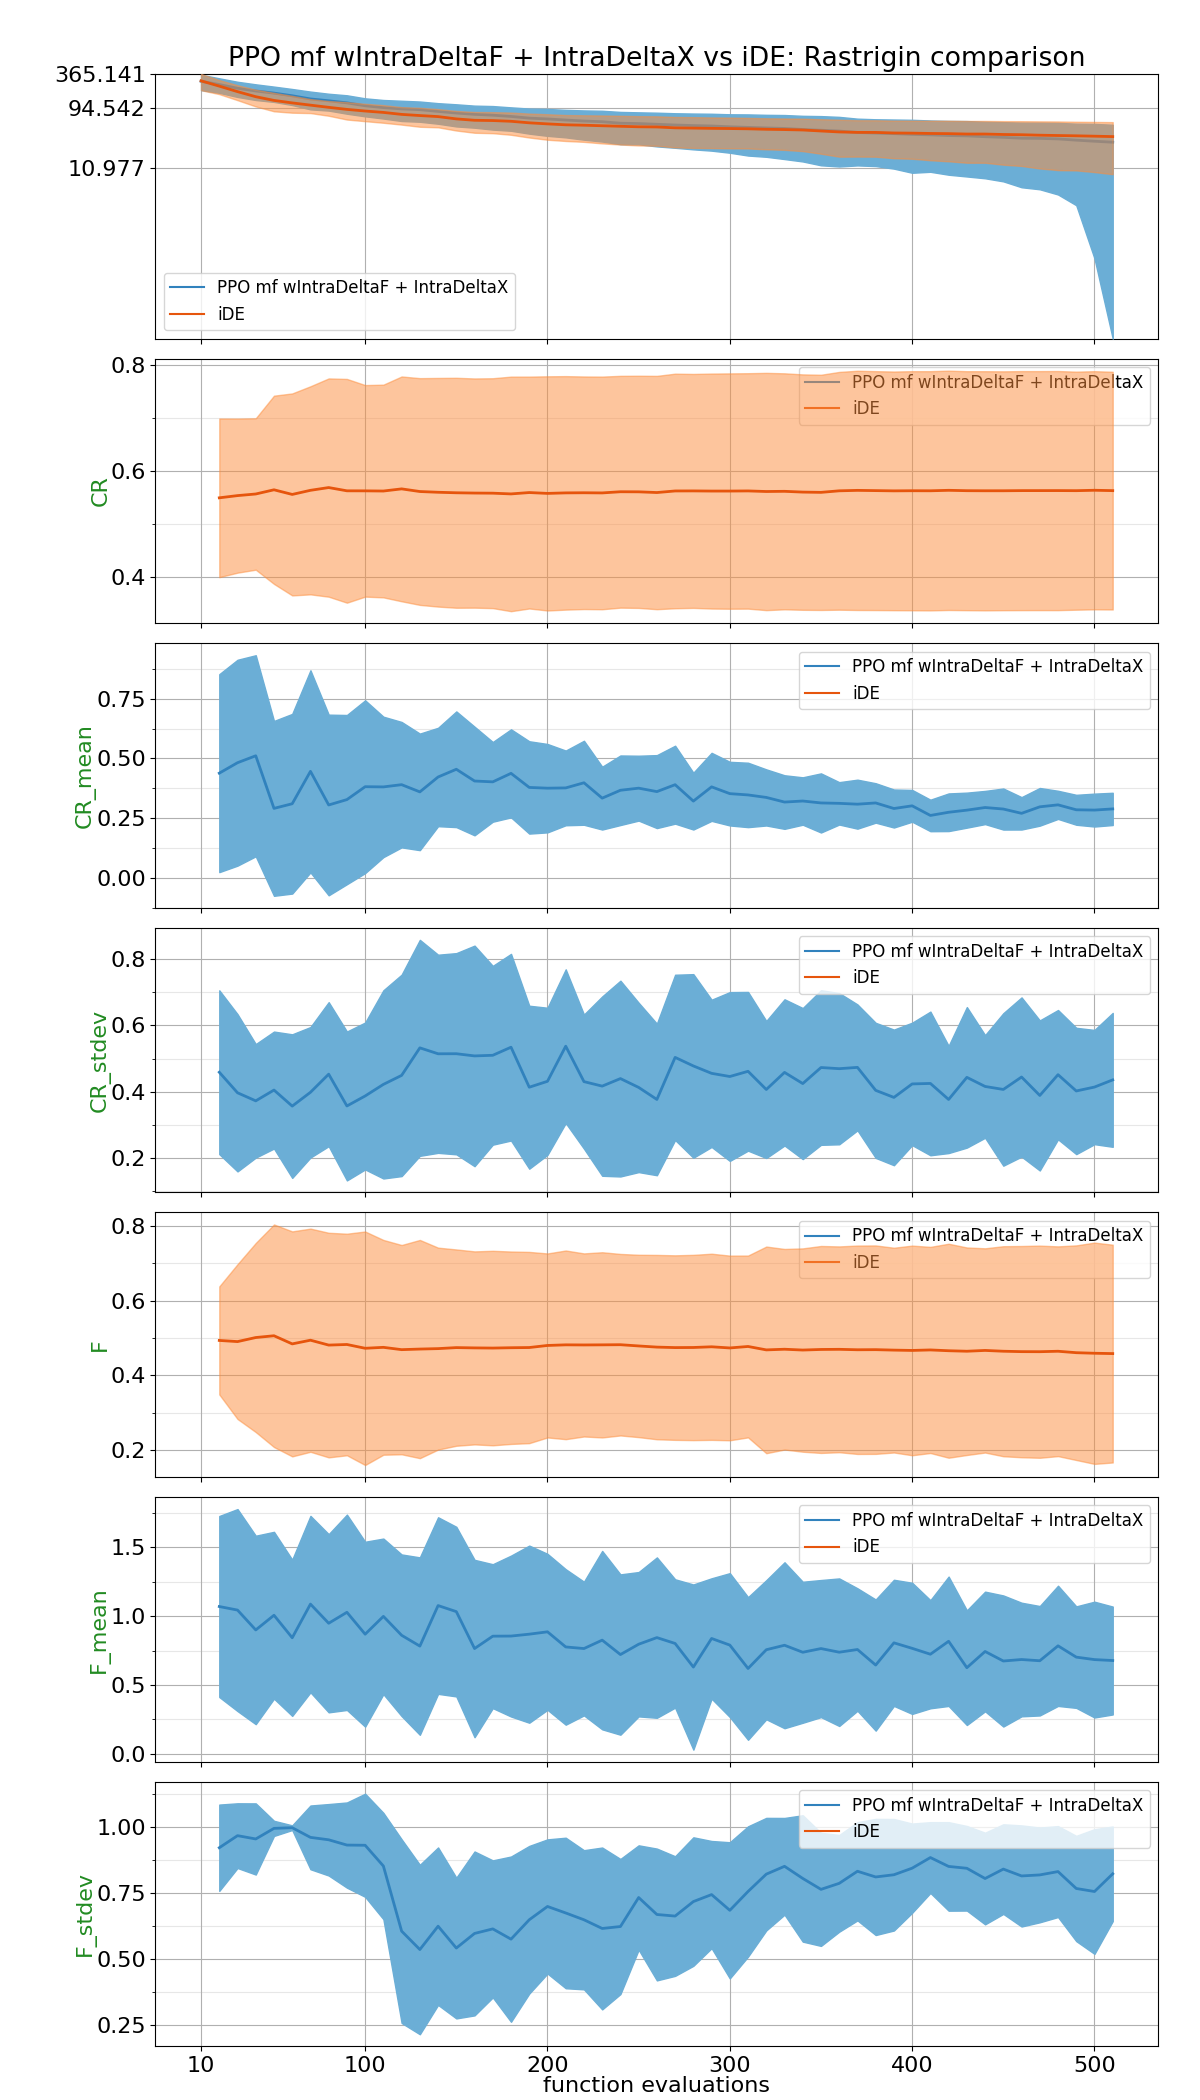 PPO mf wIntraDeltaF + IntraDeltaX vs iDE: Rastrigin comparison
365.141
94.542
10.977
PPO mf wIntraDeltaF + IntraDeltaX
iDE
0.8
0.6
0.4
CR
PPO mf wIntraDeltaF + IntraDeltaX
iDE
0.75
0.50
0.25
0.00
CR_mean
PPO mf wIntraDeltaF + IntraDeltaX
iDE
0.8
0.6
0.4
0.2
CR_stdev
PPO mf wIntraDeltaF + IntraDeltaX
iDE
0.8
0.6
0.4
0.2
F
PPO mf wIntraDeltaF + IntraDeltaX
iDE
1.5
1.0
0.5
0.0
F_mean
PPO mf wIntraDeltaF + IntraDeltaX
iDE
1.00
0.75
0.50
0.25
F_stdev
PPO mf wIntraDeltaF + IntraDeltaX
iDE
10 100 200 300 400 500
function evaluations